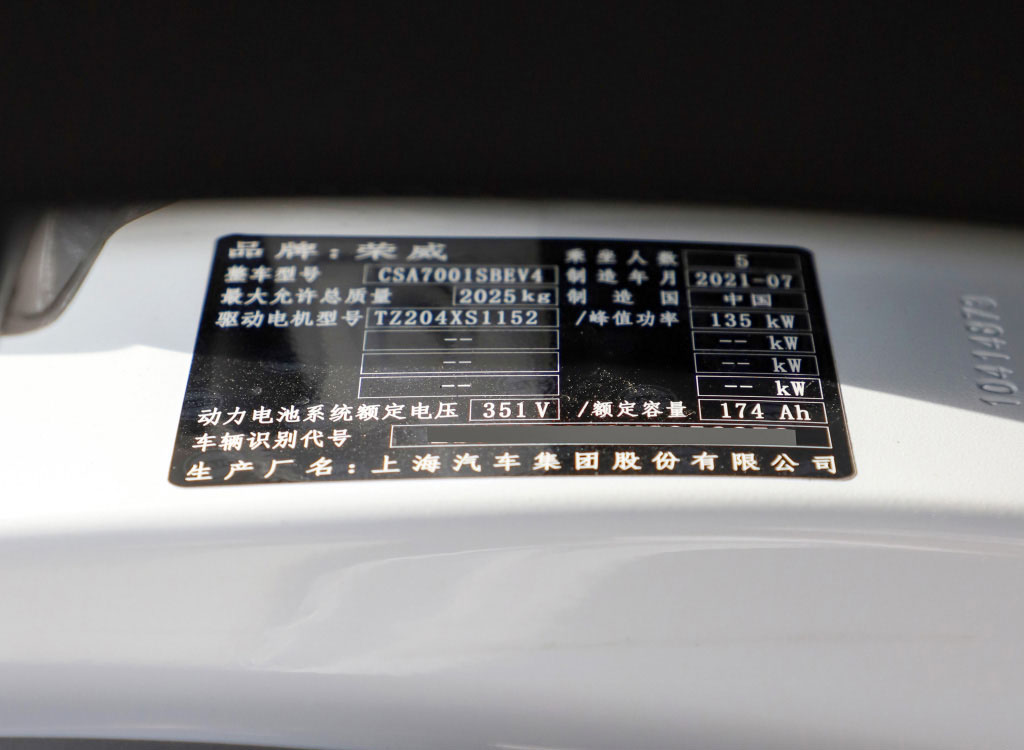 品牌:荣威 乘坐人数 5
整车型号 CSA7001SBEV4 制造年月 2021-07
最大允许总质量 2025kg 制造国 中国
驱动电机型号 TZ204XS1152 /峰值功率 135 kW
-- -- kW
-- -- kW
-- -- kW
动力电池系统额定电压 351V /额定容量 174 Ah
车辆识别代号
生产厂名:上海汽车集团股份有限公司